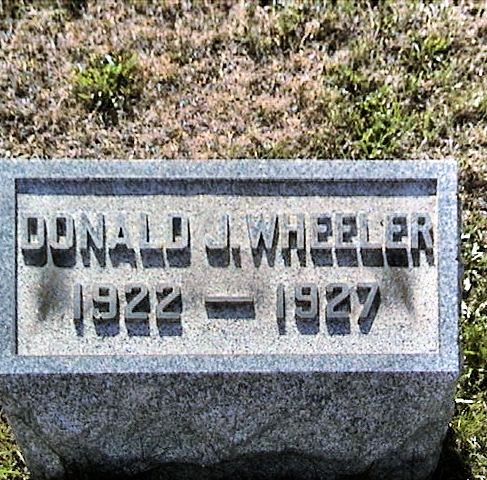 DONALD J. WHEELER
1922 — 1927